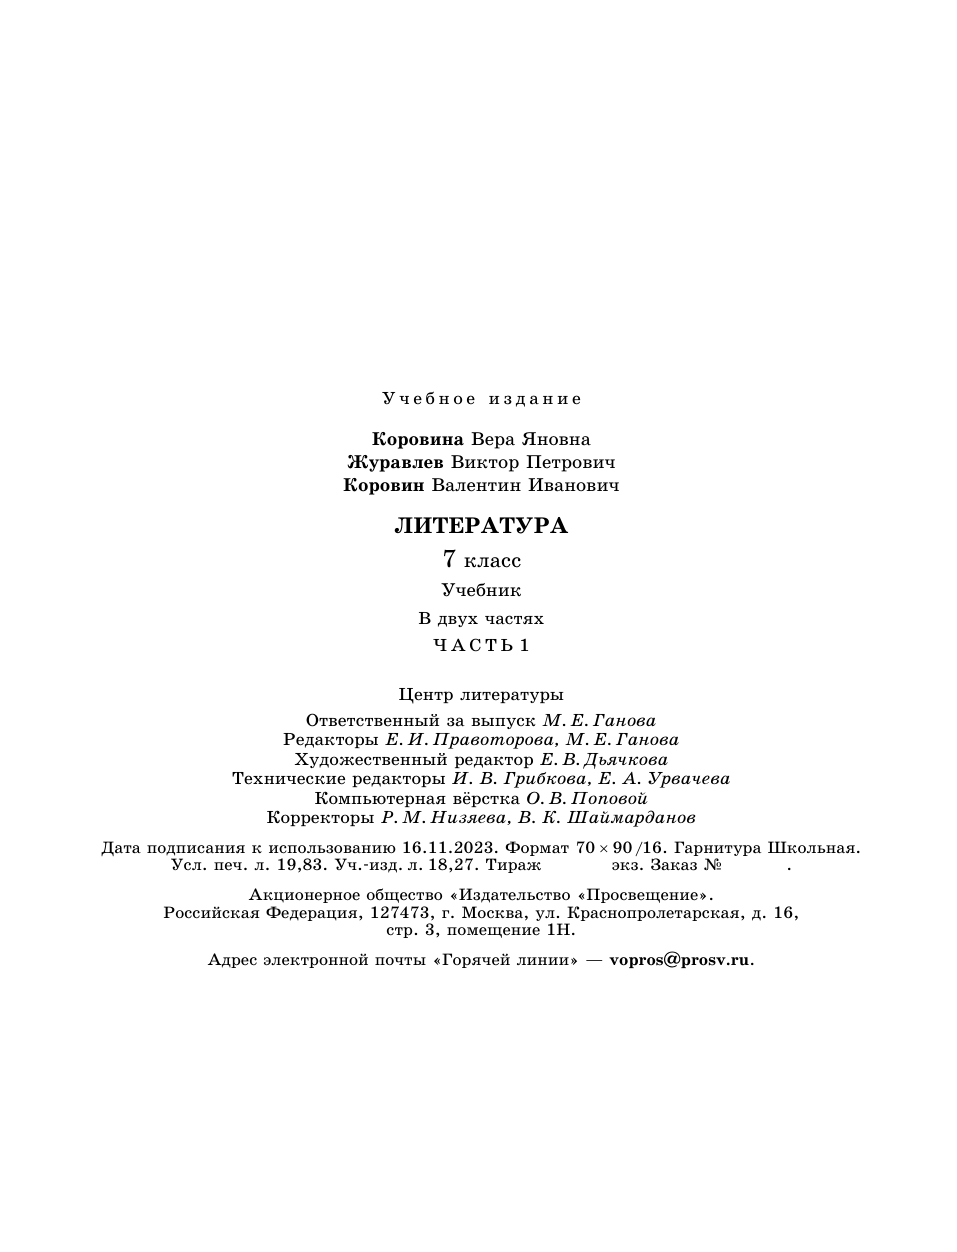 Учебное издание
Коровина Вера Яновна
Журавлев Виктор Петрович
Коровин Валентин Иванович
ЛИТЕРАТУРА
7 класс
Учебник
В двух частях
ЧАСТЬ 1
Центр литературы
Ответственный за выпуск М. Е. Ганова
Редакторы Е. И. Правоторова, М. Е. Ганова
Художественный редактор Е. В. Дьячкова
Технические редакторы И. В. Грибкова, Е. А. Урвачева
Компьютерная вёрстка О. В. Поповой
Корректоры Р. М. Низяева, В. К. Шаймарданов
Дата подписания к использованию 16.11.2023. Формат 70 × 90 /16. Гарнитура Школьная.
Усл. печ. л. 19,83. Уч.-изд. л. 18,27. Тираж экз. Заказ № .
Акционерное общество «Издательство «Просвещение».
Российская Федерация, 127473, г. Москва, ул. Краснопролетарская, д. 16,
стр. 3, помещение 1Н.
Адрес электронной почты «Горячей линии» — vopros@prosv.ru.